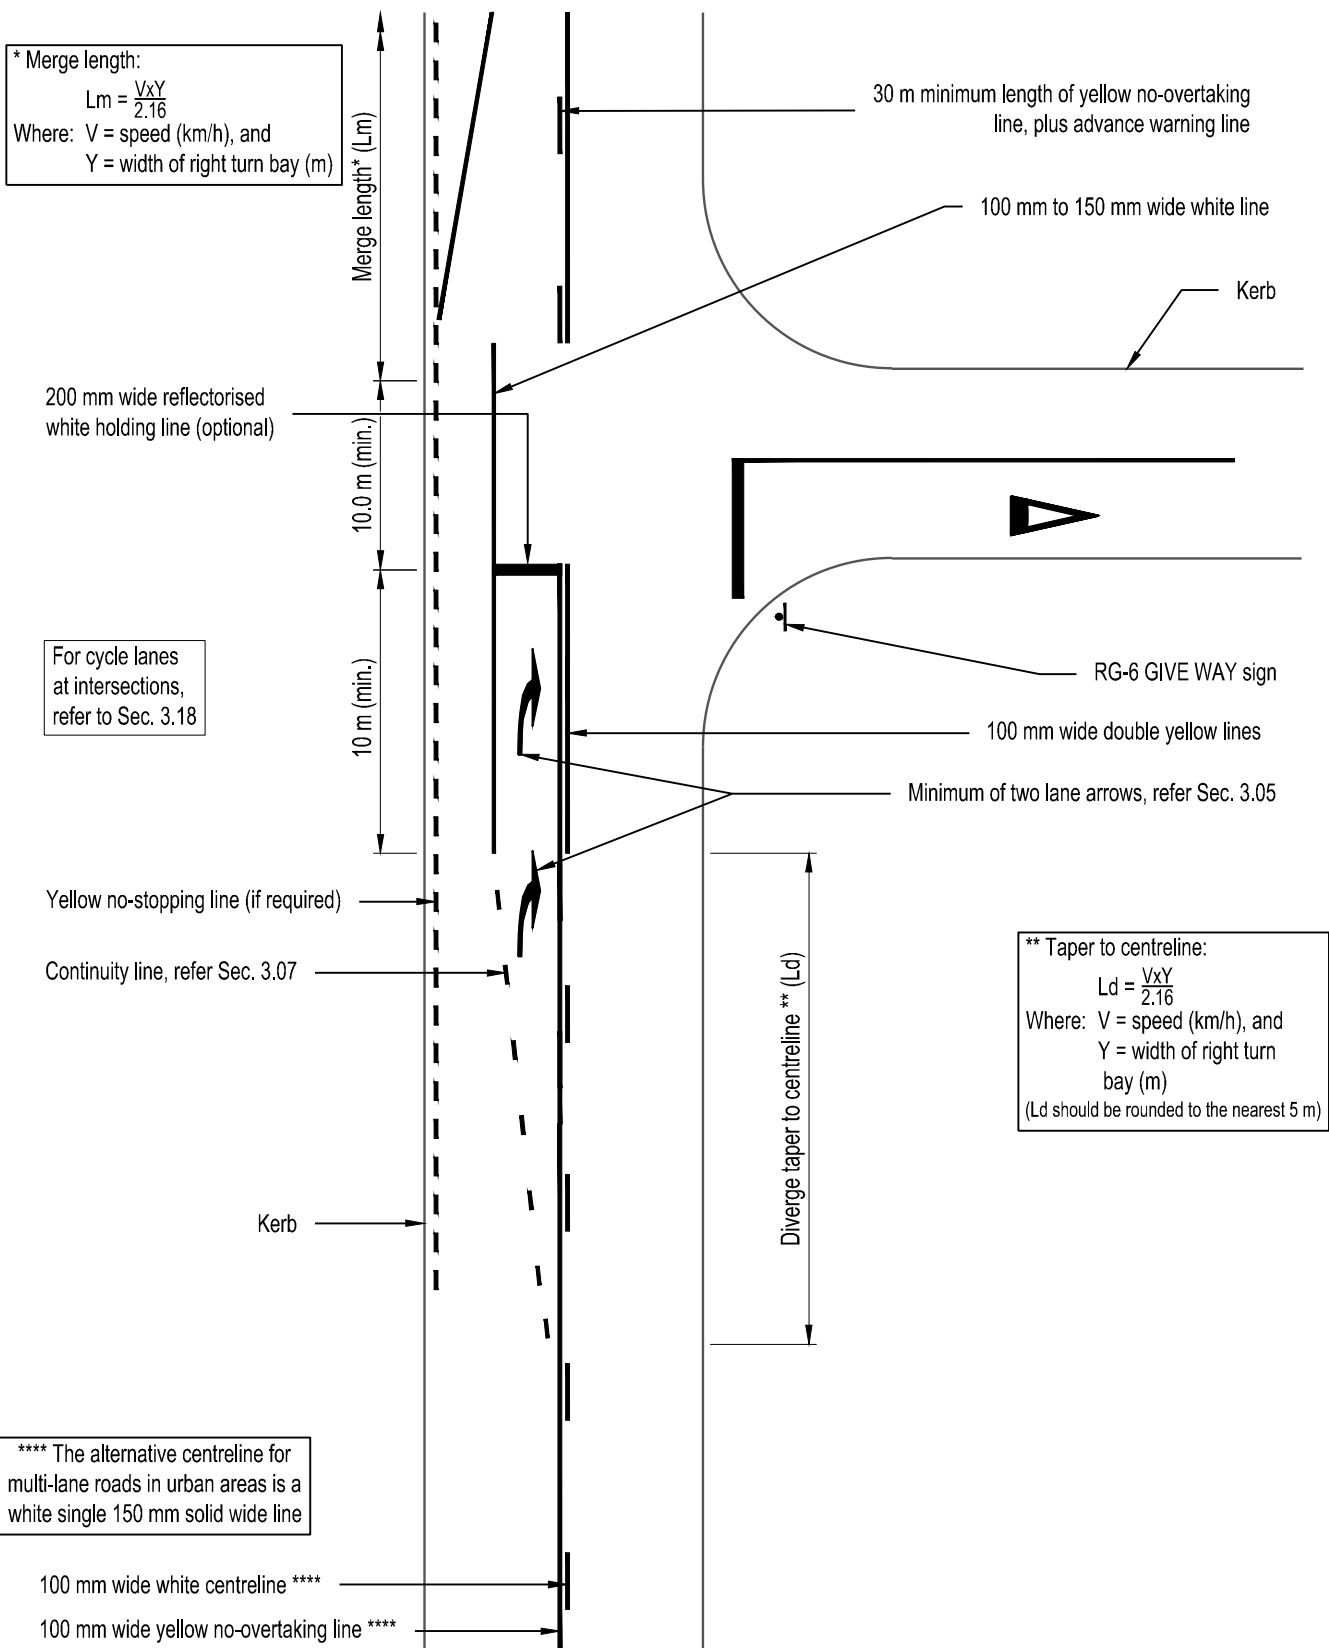 * Merge length:
Lm = VxY
2.16
Where: V = speed (km/h), and
Y = width of right turn bay (m)
Merge length* (Lm)
30 m minimum length of yellow no-overtaking
line, plus advance warning line
100 mm to 150 mm wide white line
Kerb
200 mm wide reflectorised
white holding line (optional)
10.0 m (min.)
For cycle lanes
at intersections,
refer to Sec. 3.18
10 m (min.)
RG-6 GIVE WAY sign
100 mm wide double yellow lines
Minimum of two lane arrows, refer Sec. 3.05
Yellow no-stopping line (if required)
Continuity line, refer Sec. 3.07
Diverge taper to centreline ** (Ld)
** Taper to centreline:
Ld = VxY
2.16
Where: V = speed (km/h), and
Y = width of right turn
bay (m)
(Ld should be rounded to the nearest 5 m)
Kerb
**** The alternative centreline for
multi-lane roads in urban areas is a
white single 150 mm solid wide line
100 mm wide white centreline ****
100 mm wide yellow no-overtaking line ****